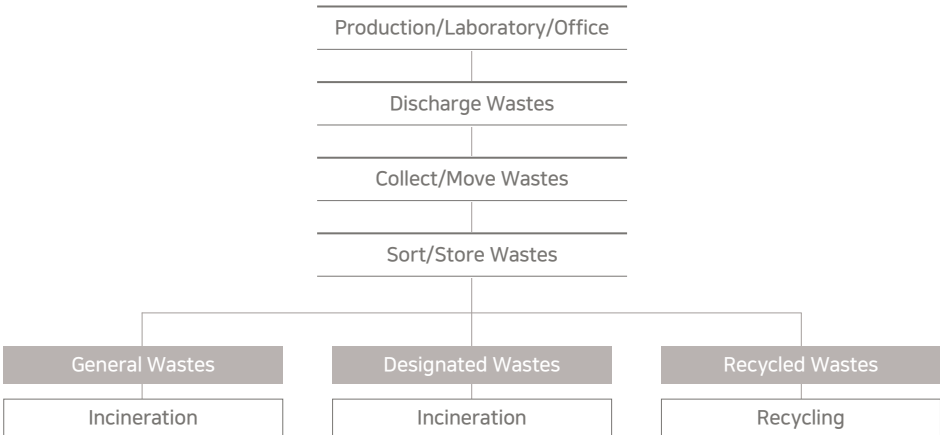 Production/Laboratory/Office
Discharge Wastes
Collect/Move Wastes
Sort/Store Wastes
General Wastes
Designated Wastes
Recycled Wastes
Incineration
Incineration
Recycling